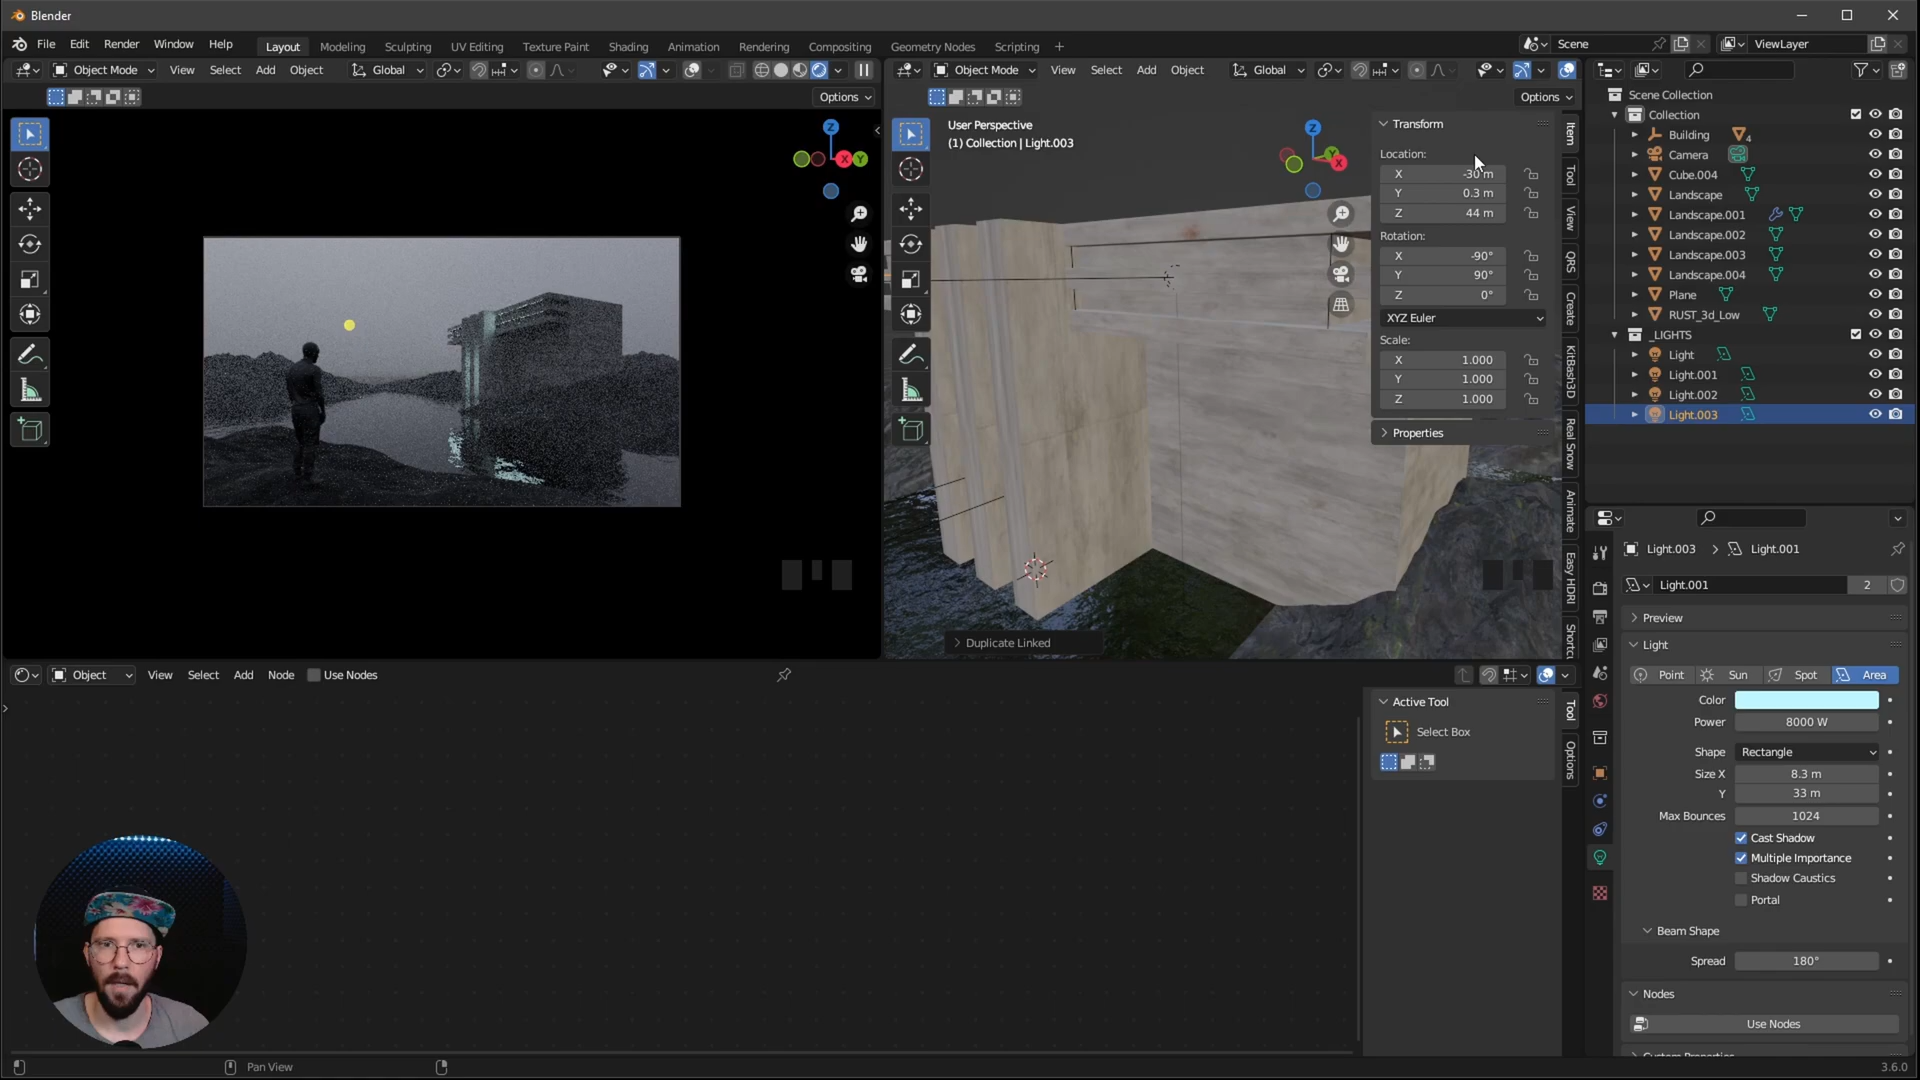 Blender
File Edit Render Window Help
Layout Modeling Sculpting UV Editing Texture Paint Shading Animation Rendering Compositing Geometry Nodes Scripting +
Scene
ViewLayer
Object Mode View Select Add Object Global
Options
Object Mode View Select Add Object Global
Options
Z
X
Y
User Perspective
(1) Collection | Light.003
Z
Y
X
Transform
Location:
X -30 m
Y 0.3 m
Z 44 m
Rotation:
X -90°
Y 90°
Z 0°
XYZ Euler
Scale:
X 1.000
Y 1.000
Z 1.000
Properties
Item
Tool
View
QRS
Create
KitBash3D
Real Snow
Animate
Easy HDRI
Shortcu
Duplicate Linked
Scene Collection
Collection
Building 4
Camera
Cube.004
Landscape
Landscape.001
Landscape.002
Landscape.003
Landscape.004
Plane
RUST_3d_Low
_LIGHTS
Light
Light.001
Light.002
Light.003
Light.003 > Light.001
Light.001 2
Preview
Light
Point Sun Spot Area
Color
Power 8000 W
Shape Rectangle
Size X 8.3 m
Y 33 m
Max Bounces 1024
Cast Shadow
Multiple Importance
Shadow Caustics
Portal
Beam Shape
Spread 180°
Nodes
Use Nodes
Custom Properties
Object View Select Add Node Use Nodes
Active Tool
Select Box
Tool
Options
Pan View
3.6.0